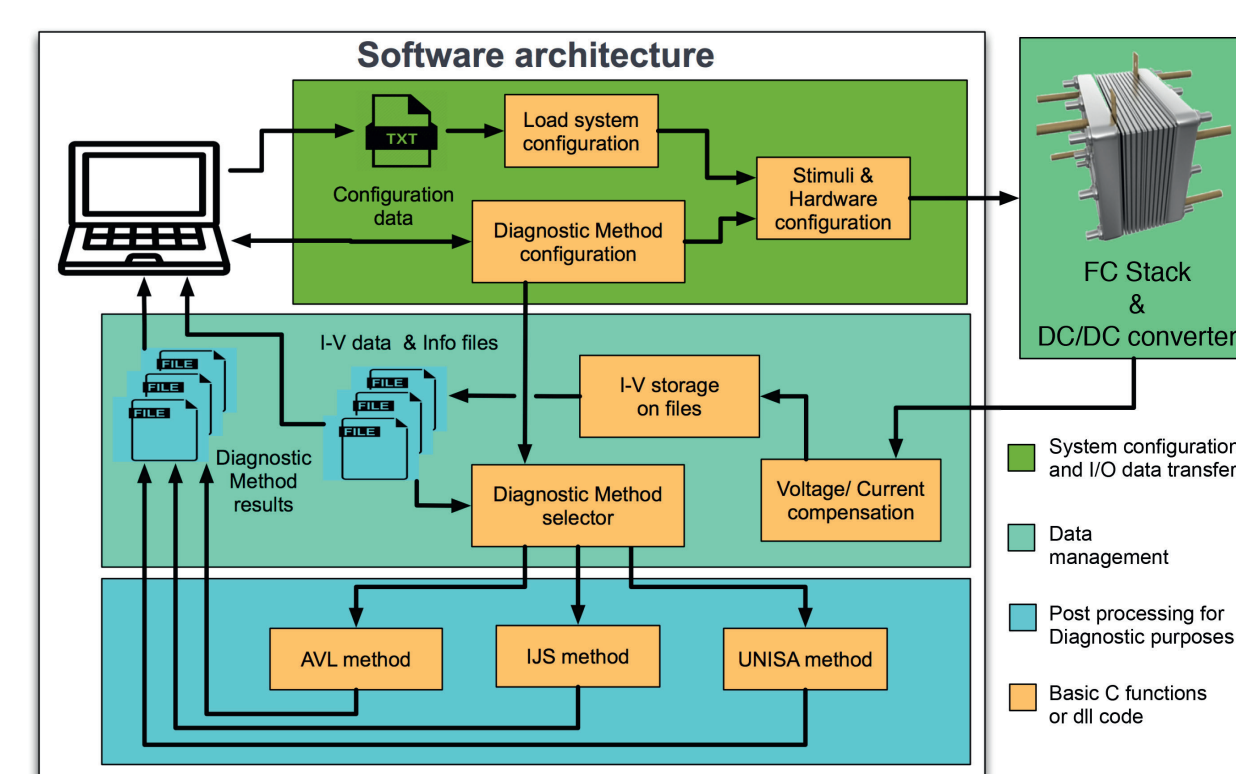 Software architecture
TXT
Configuration
data
Load system
configuration
Diagnostic Method
configuration
Stimuli &
Hardware
configuration
FC Stack
&
DC/DC converter
I-V data & Info files
FILE
FILE
FILE
Diagnostic
Method
results
FILE
FILE
FILE
I-V storage
on files
Diagnostic Method
selector
Voltage/ Current
compensation
AVL method
IJS method
UNISA method
System configuration
and I/O data transfer
Data
management
Post processing for
Diagnostic purposes
Basic C functions
or dll code